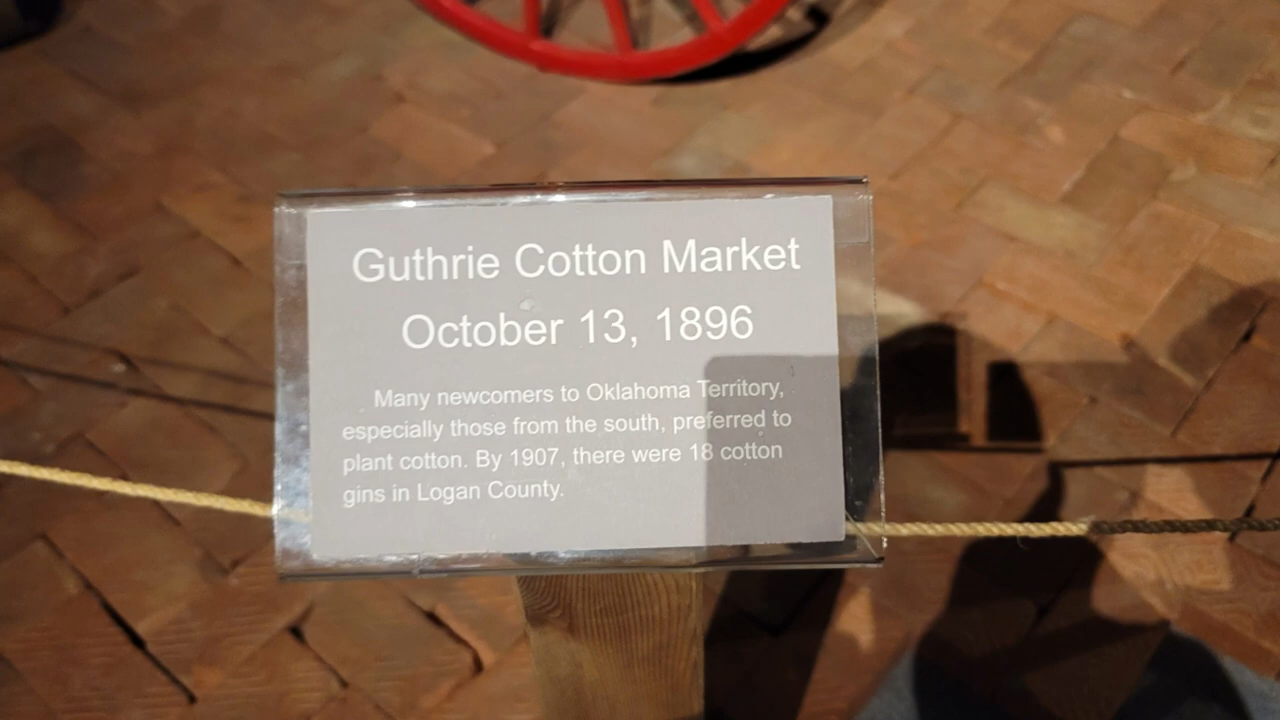 Guthrie Cotton Market
October 13, 1896
Many newcomers to Oklahoma Territory,
especially those from the south, preferred to
plant cotton. By 1907, there were 18 cotton
gins in Logan County.